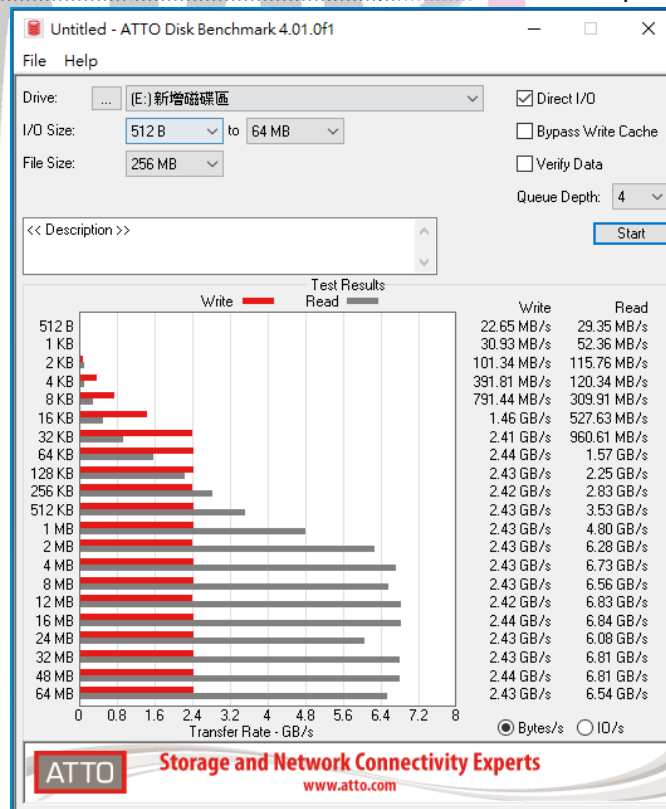 Untitled - ATTO Disk Benchmark 4.01.0f1
File Help
Drive: ... (E:)新增磁碟區
Direct I/O
I/O Size: 512 B to 64 MB
Bypass Write Cache
File Size: 256 MB
Verify Data
Queue Depth: 4
<< Description >>
Start
Test Results
Write Read
Write Read
512 B 22.65 MB/s 29.35 MB/s
1 KB 30.93 MB/s 52.36 MB/s
2 KB 101.34 MB/s 115.76 MB/s
4 KB 391.81 MB/s 120.34 MB/s
8 KB 791.44 MB/s 309.91 MB/s
16 KB 1.46 GB/s 527.63 MB/s
32 KB 2.41 GB/s 960.61 MB/s
64 KB 2.44 GB/s 1.57 GB/s
128 KB 2.43 GB/s 2.25 GB/s
256 KB 2.42 GB/s 2.83 GB/s
512 KB 2.43 GB/s 3.53 GB/s
1 MB 2.43 GB/s 4.80 GB/s
2 MB 2.43 GB/s 6.28 GB/s
4 MB 2.43 GB/s 6.73 GB/s
8 MB 2.43 GB/s 6.56 GB/s
12 MB 2.42 GB/s 6.83 GB/s
16 MB 2.44 GB/s 6.84 GB/s
24 MB 2.43 GB/s 6.08 GB/s
32 MB 2.43 GB/s 6.81 GB/s
48 MB 2.44 GB/s 6.81 GB/s
64 MB 2.43 GB/s 6.54 GB/s
0 0.8 1.6 2.4 3.2 4 4.8 5.6 6.4 7.2 8
Transfer Rate - GB/s
Bytes/s IO/s
ATTO
Storage and Network Connectivity Experts
www.atto.com